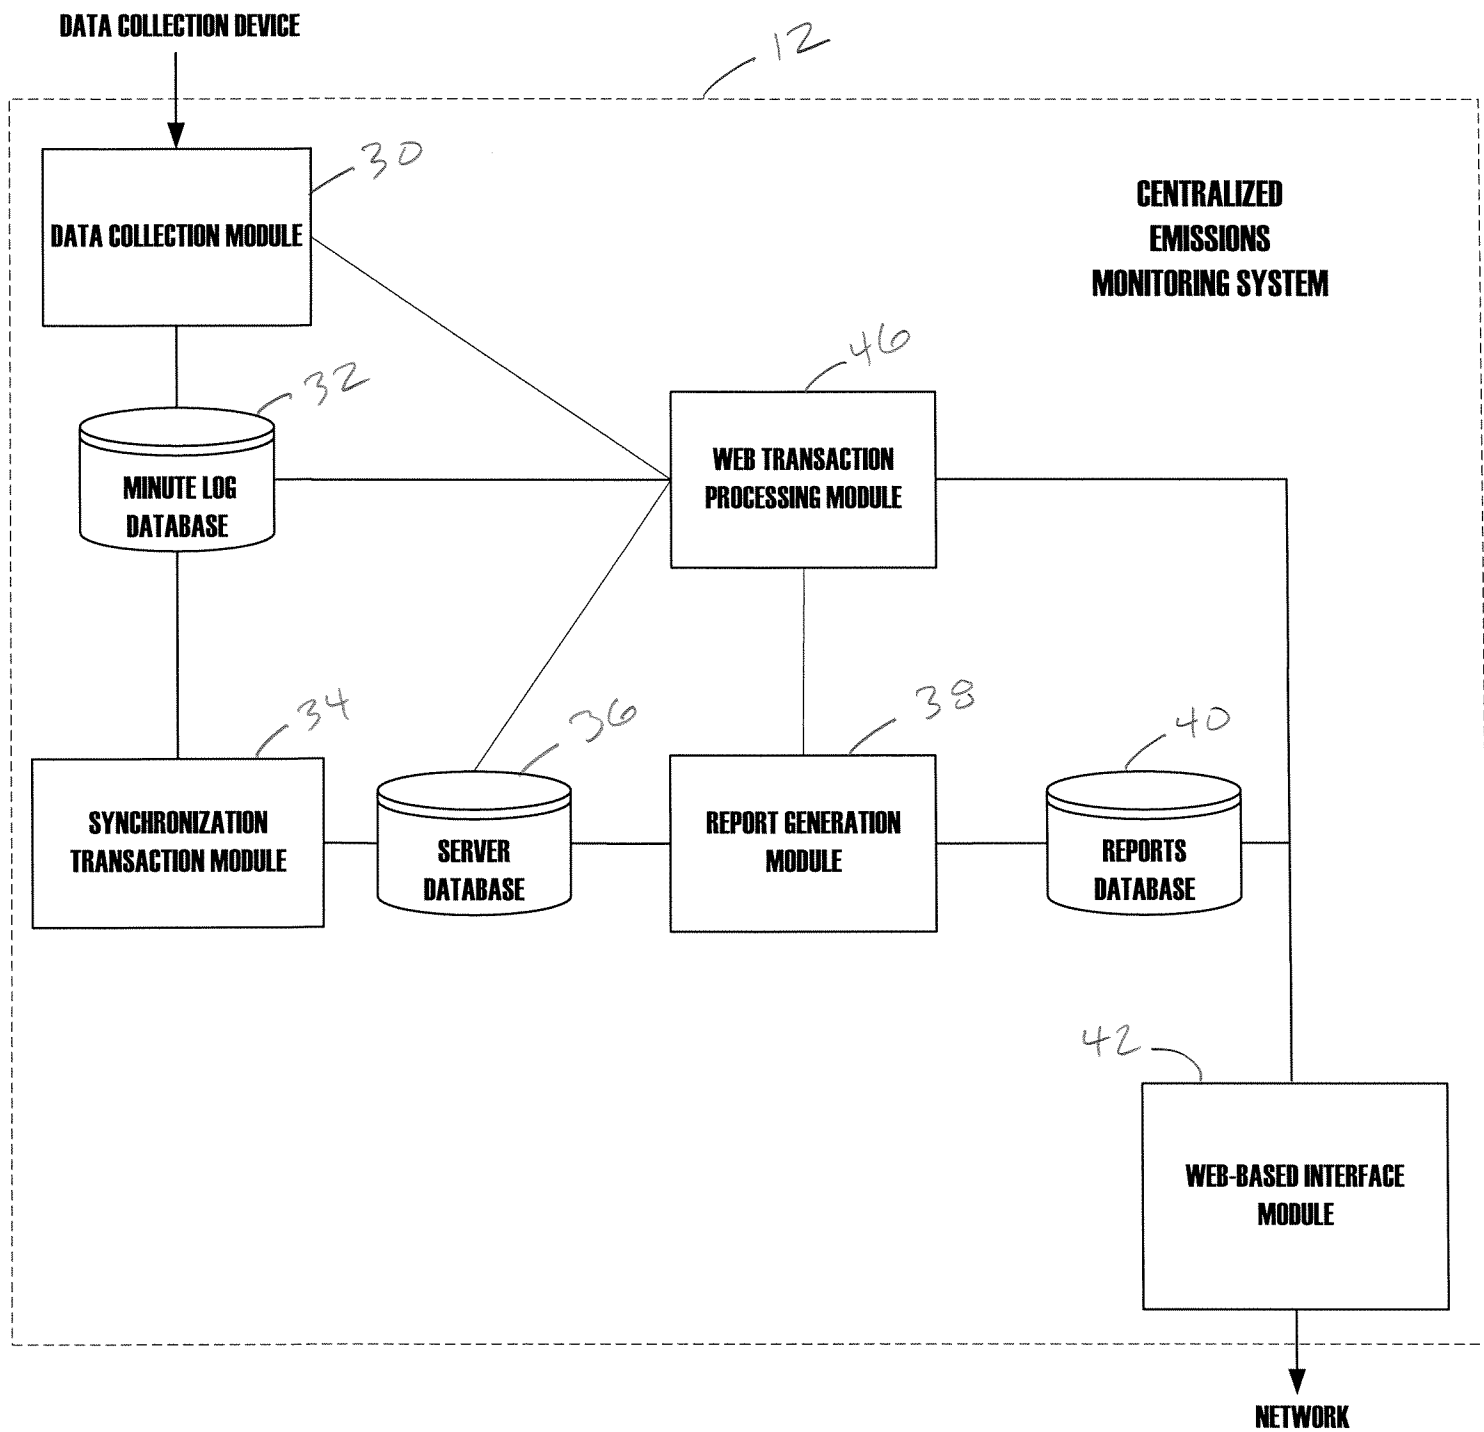 DATA COLLECTION DEVICE
12
30
DATA COLLECTION MODULE
CENTRALIZED
EMISSIONS
MONITORING SYSTEM
32
MINUTE LOG
DATABASE
46
WEB TRANSACTION
PROCESSING MODULE
34
SYNCHRONIZATION
TRANSACTION MODULE
36
SERVER
DATABASE
38
REPORT GENERATION
MODULE
40
REPORTS
DATABASE
42
WEB-BASED INTERFACE
MODULE
NETWORK